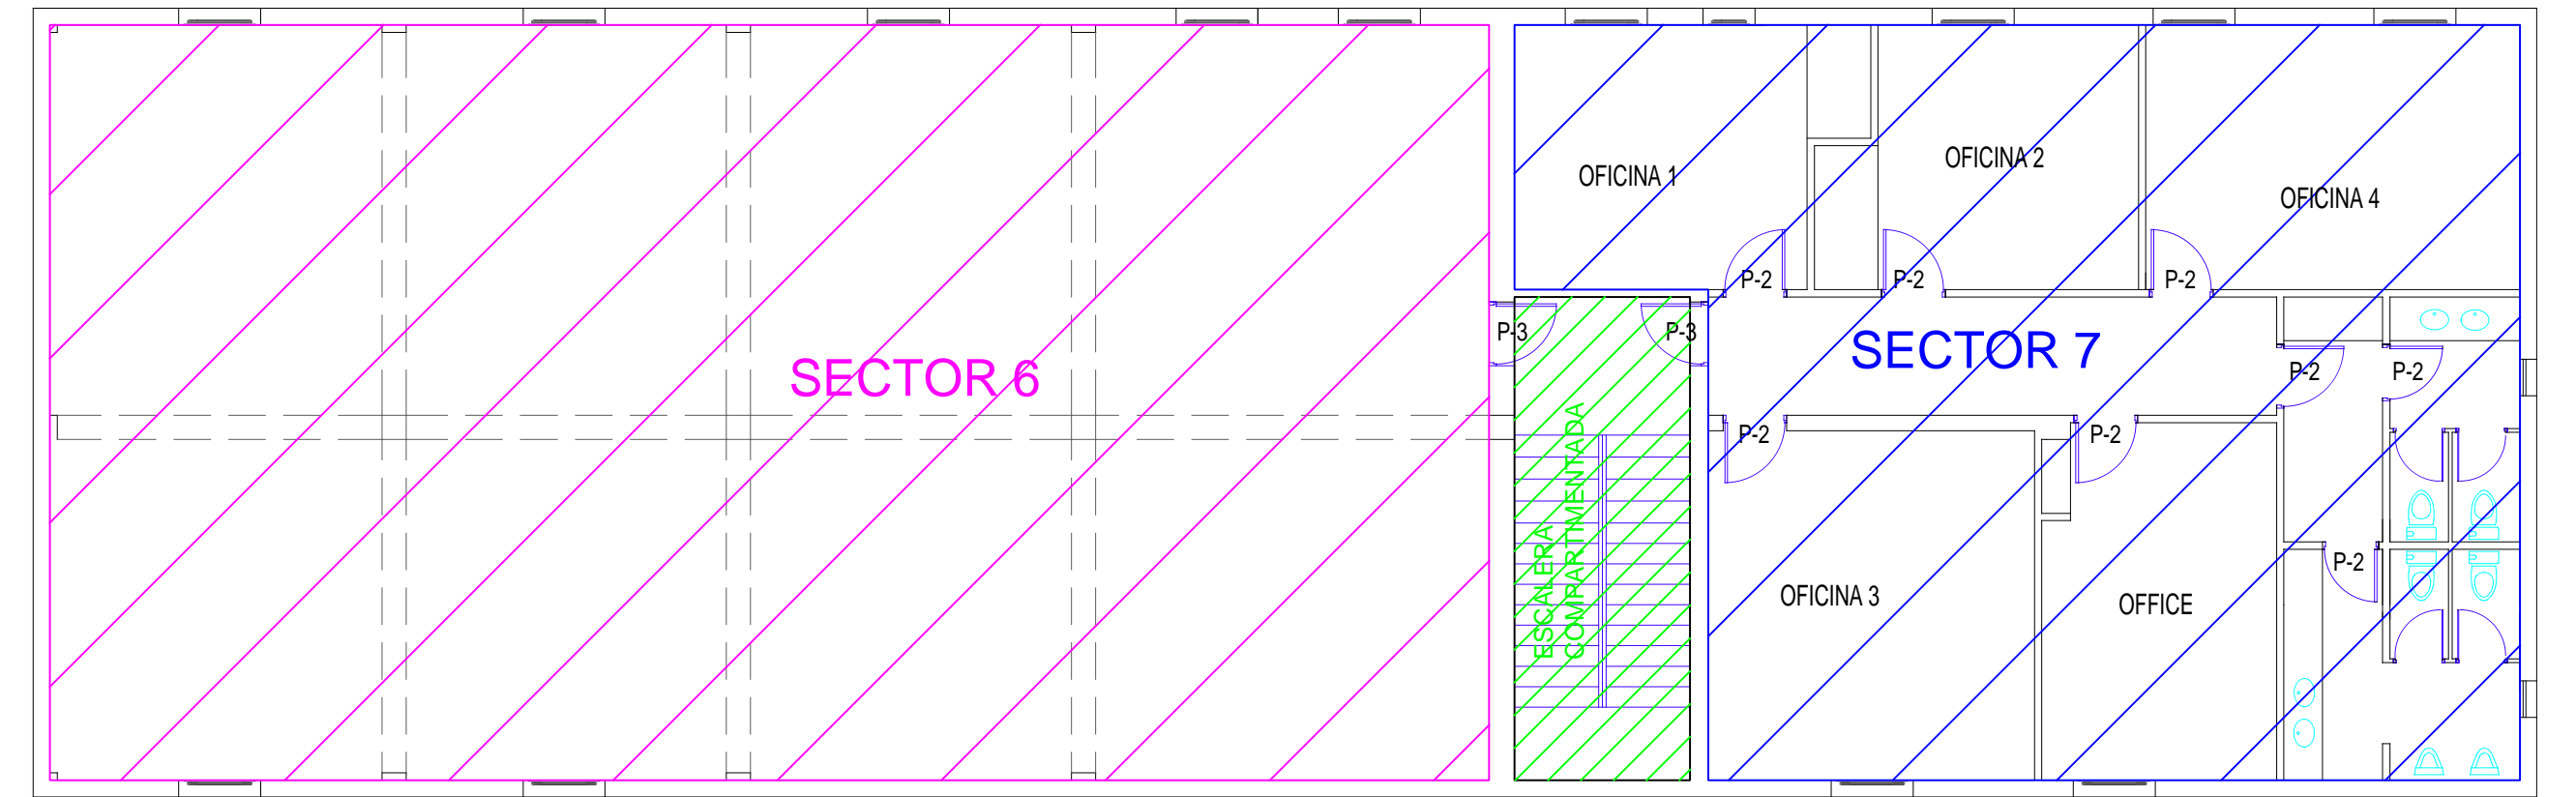 OFICINA 1
OFICINA 2
OFICINA 4
P-2
P-2
P-2
P-3
P-3
SECTOR 6
SECTOR 7
P-2
P-2
P-2
P-2
ESCALERA
COMPARTIMENTADA
P-2
OFICINA 3
OFFICE